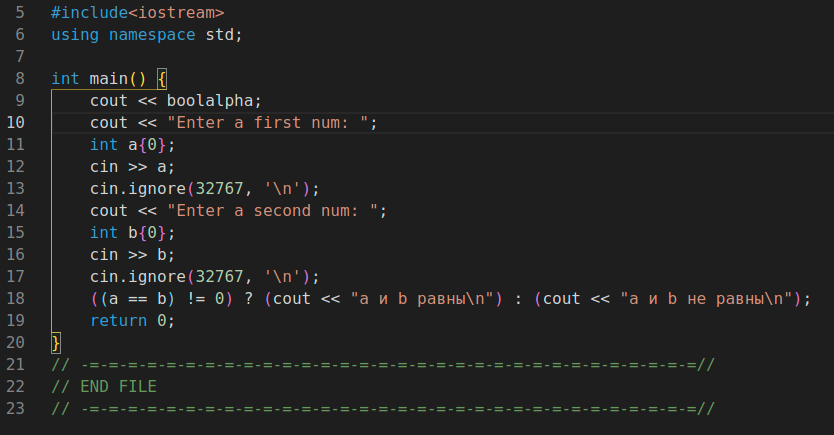 5 #include<iostream>
6 using namespace std;
7
8 int main() {
9 cout << boolalpha;
10 cout << "Enter a first num: ";
11 int a{0};
12 cin >> a;
13 cin.ignore(32767, '\n');
14 cout << "Enter a second num: ";
15 int b{0};
16 cin >> b;
17 cin.ignore(32767, '\n');
18 ((a == b) != 0) ? (cout << "a и b равны\n") : (cout << "a и b не равны\n");
19 return 0;
20 }
21 // -=-=-=-=-=-=-=-=-=-=-=-=-=-=-=-=-=-=-=-=-=-=-=-=-=-=-=-=-=-=-=-=//
22 // END FILE
23 // -=-=-=-=-=-=-=-=-=-=-=-=-=-=-=-=-=-=-=-=-=-=-=-=-=-=-=-=-=-=-=-=//